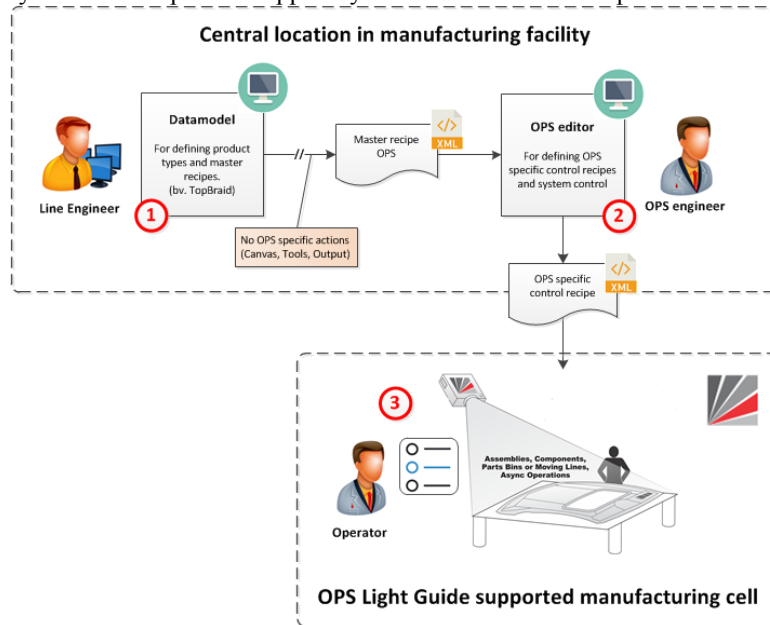 Central location in manufacturing facility
Datamodel
For defining product
types and master
recipes.
(bv. TopBraid)
Line Engineer
1
No OPS specific actions
(Canvas, Tools, Output)
Master recipe
OPS
</>
XML
OPS editor
For defining OPS
specific control recipes
and system control
2
OPS engineer
OPS specific
control recipe
</>
XML
3
Operator
Assemblies, Components,
Parts Bins or Moving Lines,
Async Operations
OPS Light Guide supported manufacturing cell